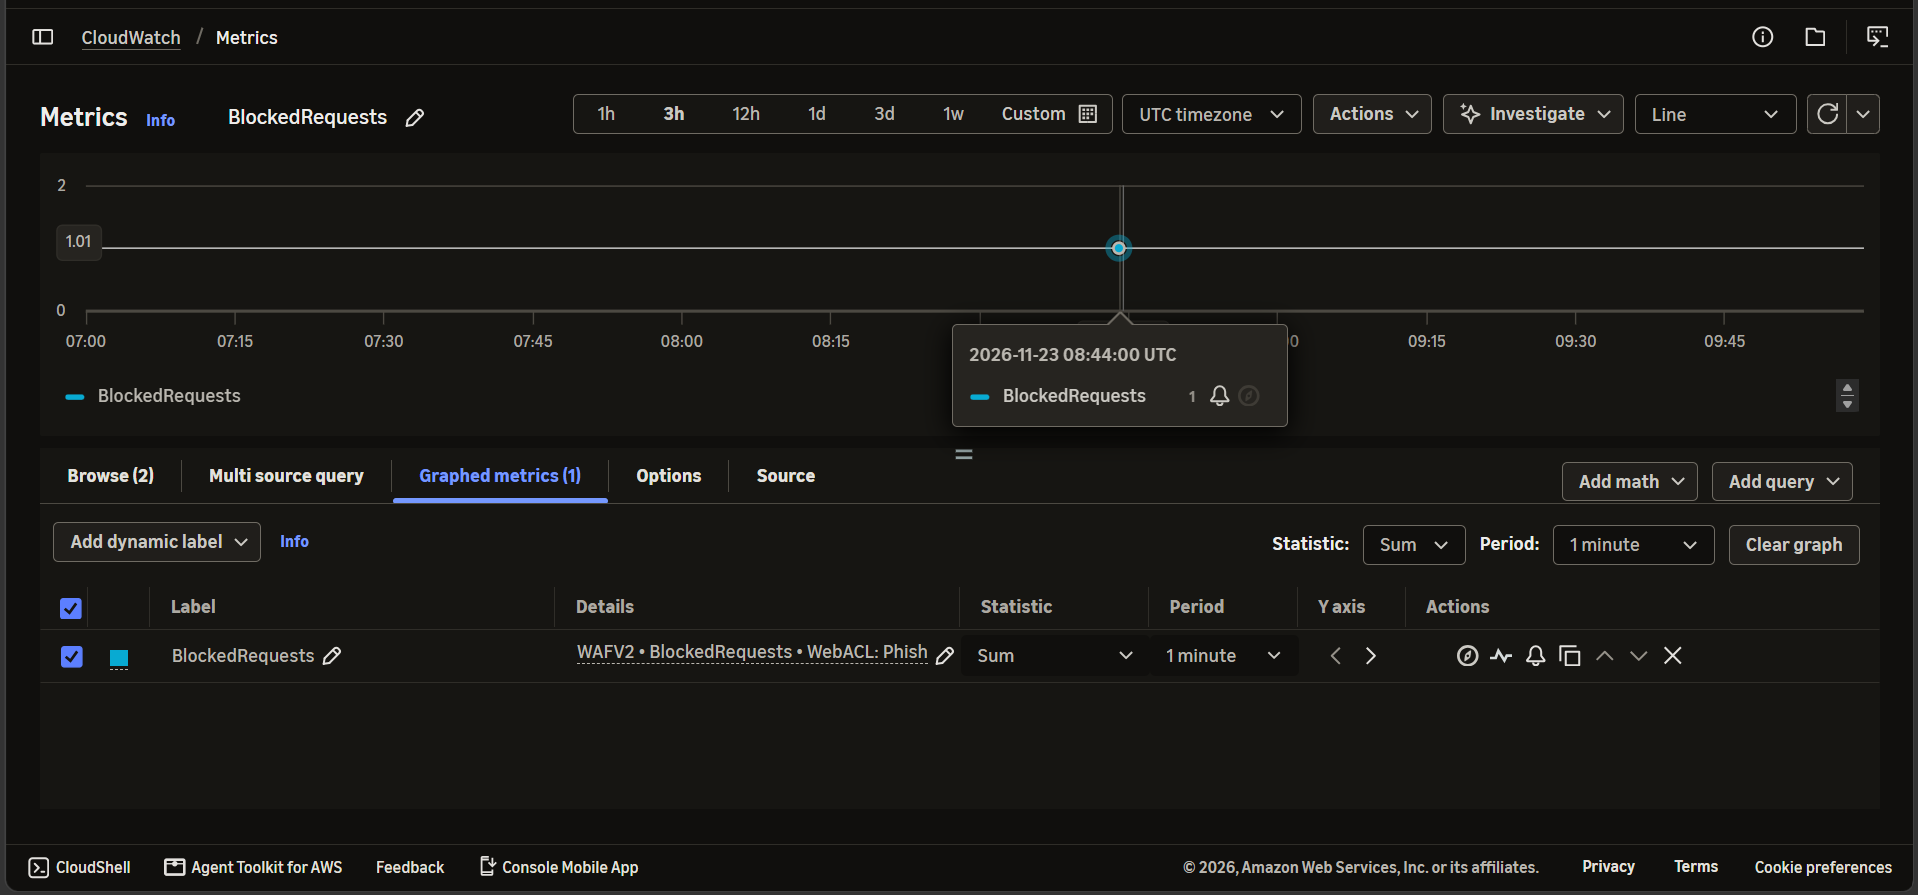 CloudWatch / Metrics
Metrics Info BlockedRequests 1h 3h 12h 1d 3d 1w Custom UTC timezone Actions Investigate Line
2
1.01
0
07:00 07:15 07:30 07:45 08:00 08:15 09:15 09:30 09:45
2026-11-23 08:44:00 UTC
BlockedRequests 1
BlockedRequests
Browse (2) Multi source query Graphed metrics (1) Options Source Add math Add query
Add dynamic label Info Statistic: Sum Period: 1 minute Clear graph
Label Details Statistic Period Y axis Actions
BlockedRequests WAFV2 • BlockedRequests • WebACL: Phish Sum 1 minute
CloudShell Agent Toolkit for AWS Feedback Console Mobile App © 2026, Amazon Web Services, Inc. or its affiliates. Privacy Terms Cookie preferences